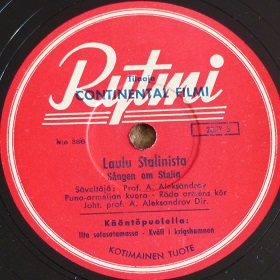 Tilaaja
Rytmi
CONTINENTAL FILMI
Laulu Stalinista
Sången om Stalin
Säveltäjä: Prof. A. Aleksandrov
Puna-armeijan kuoro - Röda arméns kör
Joht. prof. A. Aleksandrov Dir.
Kääntöpuolella:
Ilta sotasatamassa - Kväll i krigshamnen
KOTIMAINEN TUOTE